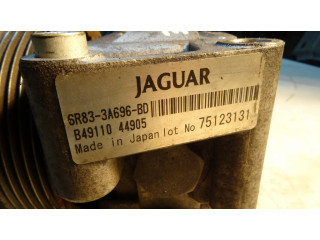 JAGUAR
6R83-3A696-BD
B49110 44905
Made in Japan lot No 75123131